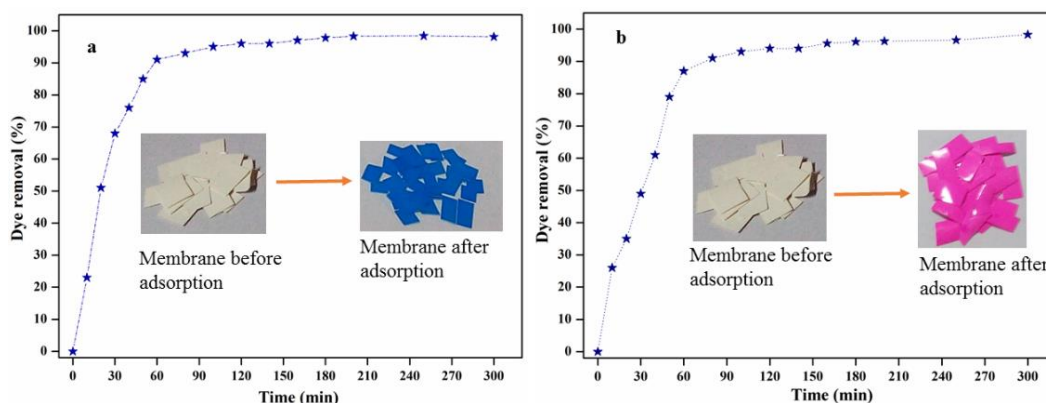 a
100
90
80
70
60
50
40
30
20
10
0
Dye removal (%)
Membrane before
adsorption
Membrane after
adsorption
0 30 60 90 120 150 180 210 240 270 300
Time (min)
b
100
90
80
70
60
50
40
30
20
10
0
Dye removal (%)
Membrane before
adsorption
Membrane after
adsorption
0 30 60 90 120 150 180 210 240 270 300
Time (min)